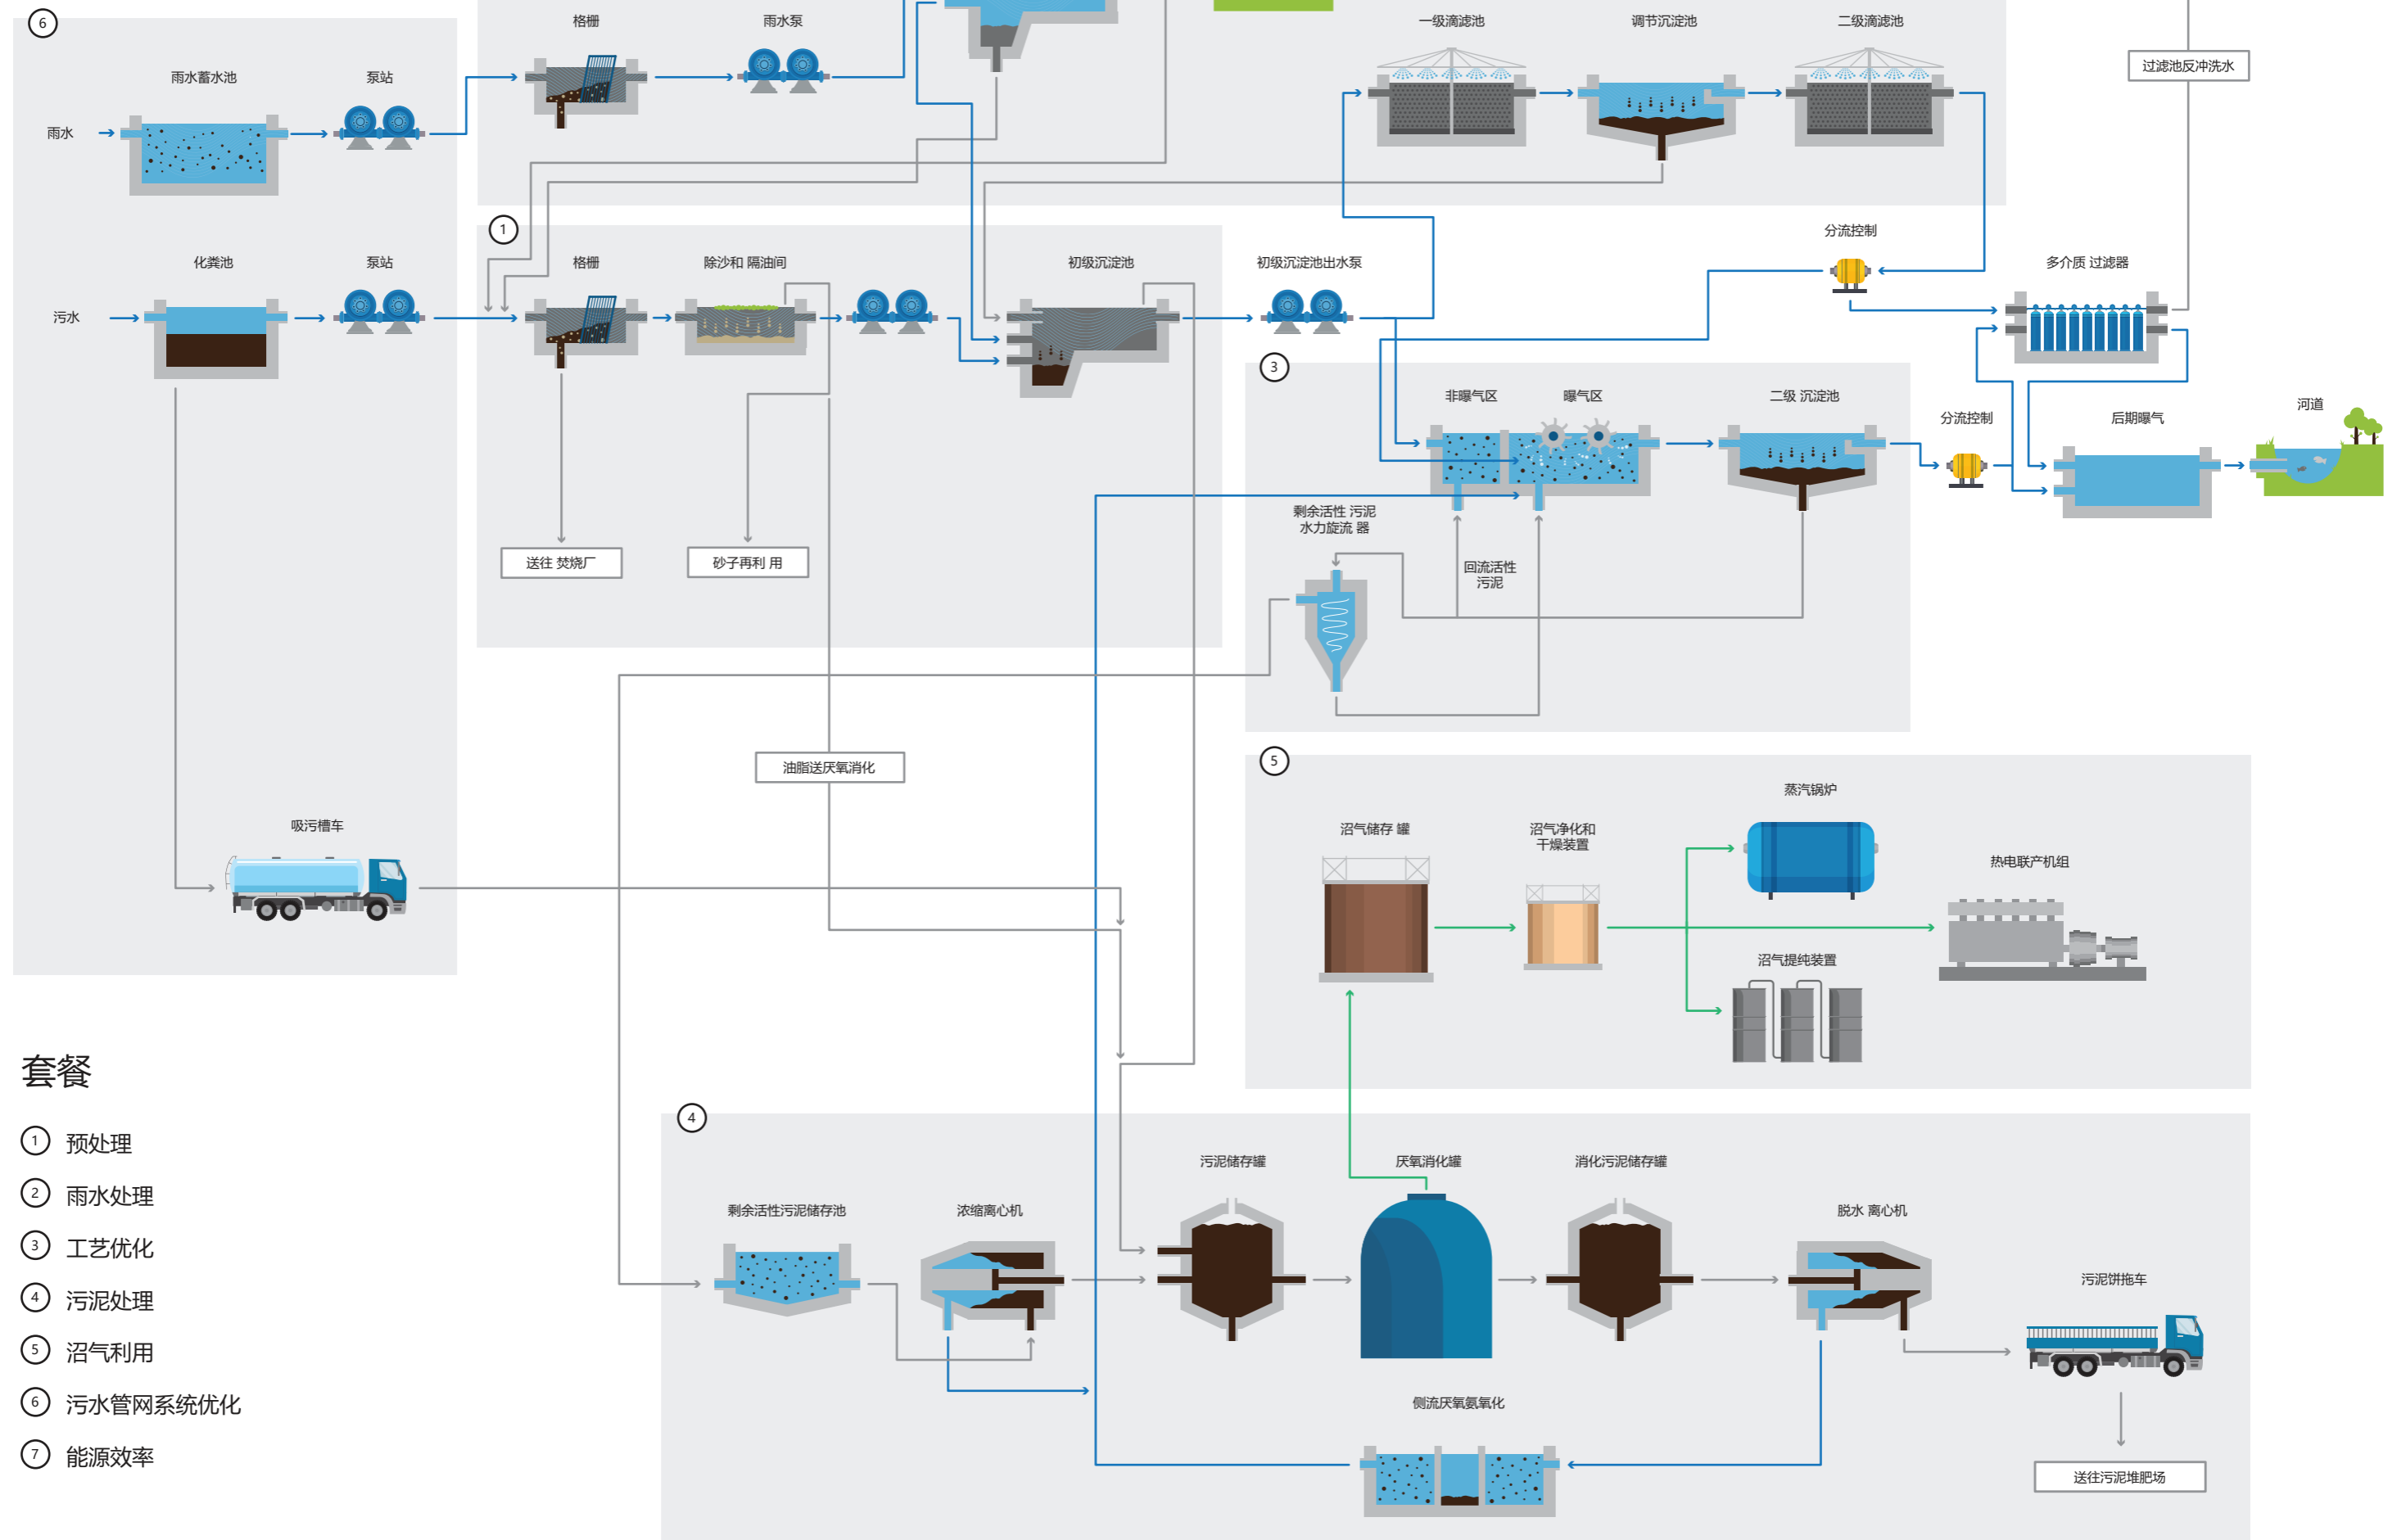 6
格栅
雨水泵
一级滴滤池
调节沉淀池
二级滴滤池
过滤池反冲洗水
雨水蓄水池
泵站
雨水
1
化粪池
泵站
格栅
除沙和 隔油间
初级沉淀池
初级沉淀池出水泵
分流控制
多介质 过滤器
污水
3
非曝气区
曝气区
二级 沉淀池
分流控制
后期曝气
河道
剩余活性 污泥
水力旋流 器
回流活性
污泥
送往 焚烧厂
砂子再利 用
油脂送厌氧消化
吸污槽车
5
蒸汽锅炉
沼气储存 罐
沼气净化和
干燥装置
热电联产机组
沼气提纯装置
套餐
1 预处理
2 雨水处理
3 工艺优化
4 污泥处理
5 沼气利用
6 污水管网系统优化
7 能源效率
4
污泥储存罐
厌氧消化罐
消化污泥储存罐
剩余活性污泥储存池
浓缩离心机
脱水 离心机
污泥饼拖车
侧流厌氧氨氧化
送往污泥堆肥场